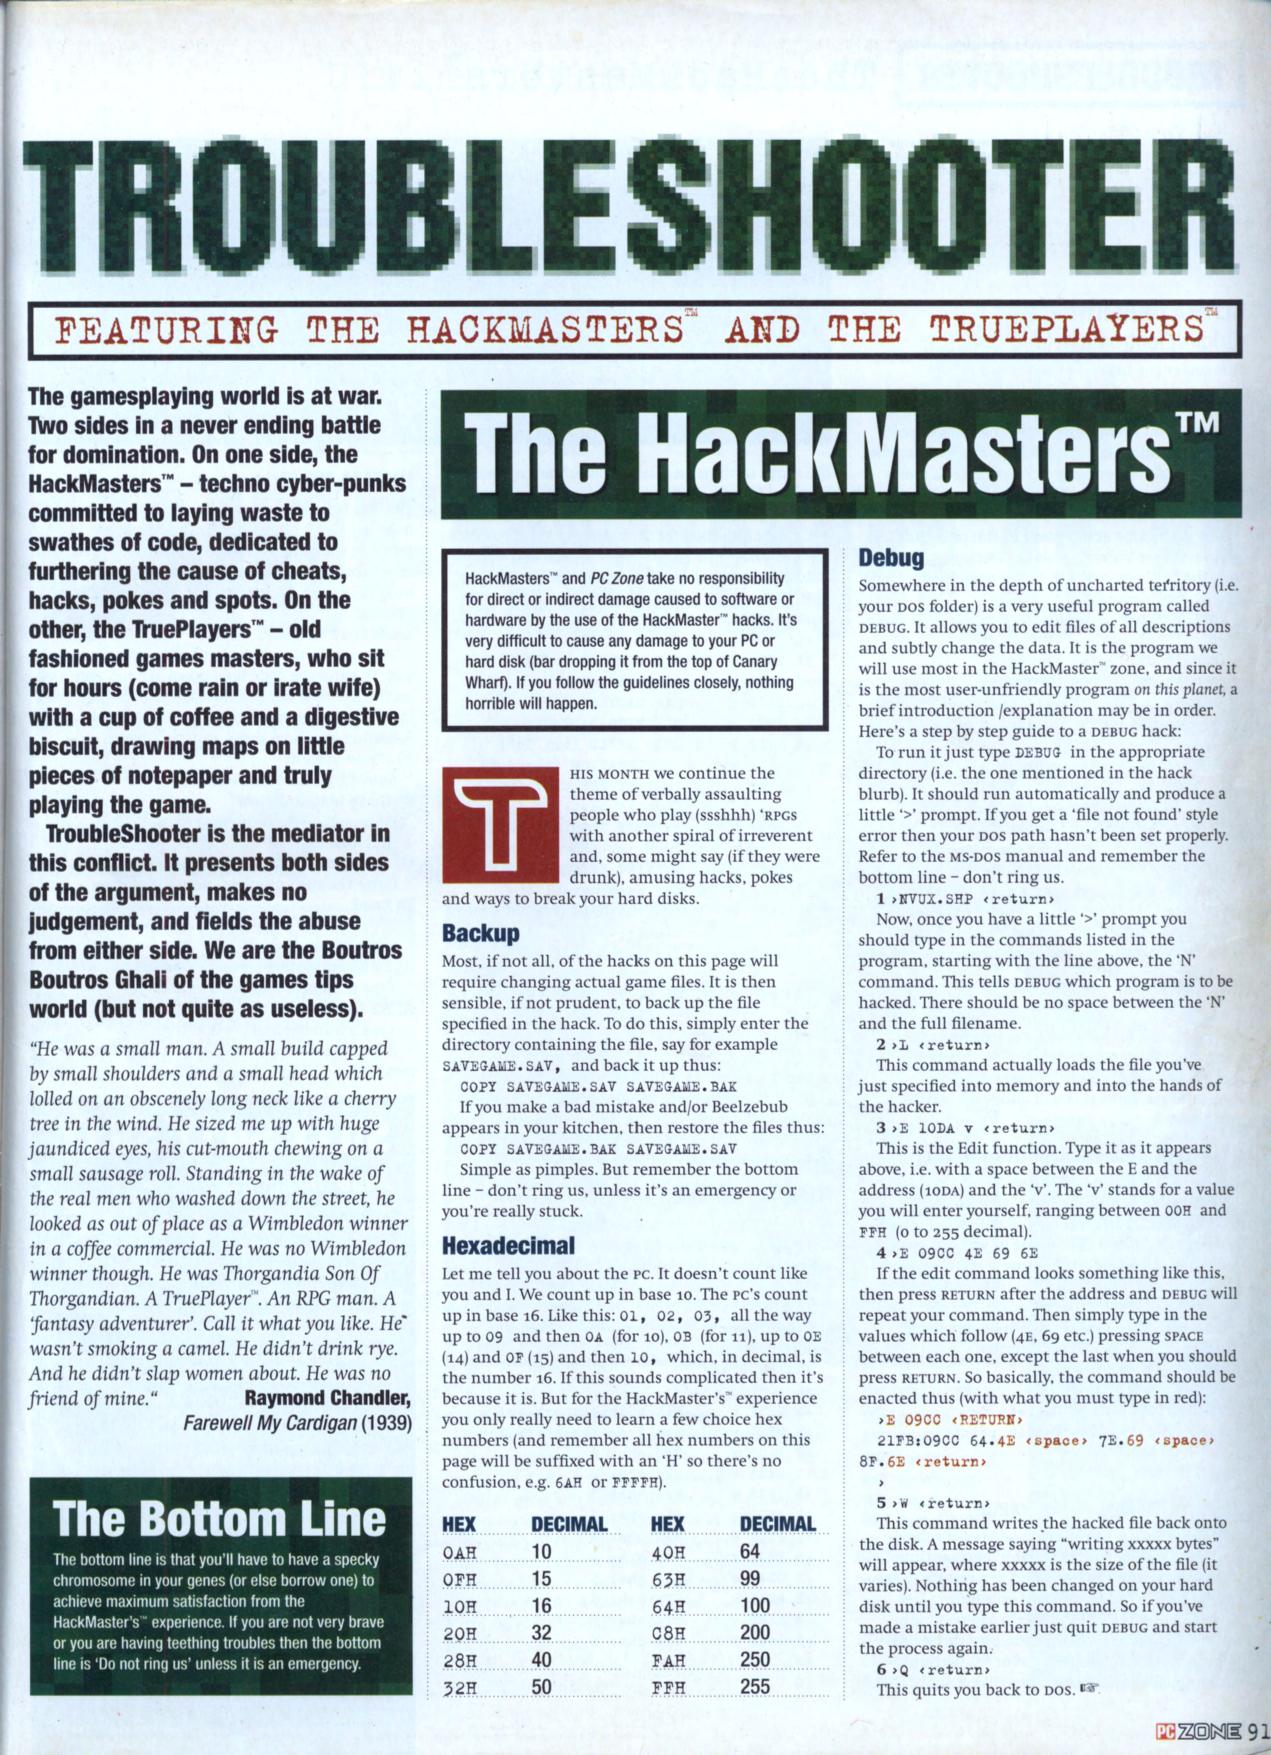 TROUBLESHOOTER
FEATURING THE HACKMASTERS™ AND THE TRUEPLAYERS™
The gamesplaying world is at war.
Two sides in a never ending battle
for domination. On one side, the
HackMasters™ – techno cyber-punks
committed to laying waste to
swathes of code, dedicated to
furthering the cause of cheats,
hacks, pokes and spots. On the
other, the TruePlayers™ – old
fashioned games masters, who sit
for hours (come rain or irate wife)
with a cup of coffee and a digestive
biscuit, drawing maps on little
pieces of notepaper and truly
playing the game.
TroubleShooter is the mediator in
this conflict. It presents both sides
of the argument, makes no
judgement, and fields the abuse
from either side. We are the Boutros
Boutros Ghali of the games tips
world (but not quite as useless).
“He was a small man. A small build capped
by small shoulders and a small head which
lolled on an obscenely long neck like a cherry
tree in the wind. He sized me up with huge
jaundiced eyes, his cut-mouth chewing on a
small sausage roll. Standing in the wake of
the real men who washed down the street, he
looked as out of place as a Wimbledon winner
in a coffee commercial. He was no Wimbledon
winner though. He was Thorgandia Son Of
Thorgandian. A TruePlayer™. An RPG man. A
‘fantasy adventurer’. Call it what you like. He
wasn’t smoking a camel. He didn’t drink rye.
And he didn’t slap women about. He was no
friend of mine.“ Raymond Chandler,
Farewell My Cardigan (1939)
The Bottom Line
The bottom line is that you’ll have to have a specky
chromosome in your genes (or else borrow one) to
achieve maximum satisfaction from the
HackMaster’s™ experience. If you are not very brave
or you are having teething troubles then the bottom
line is ‘Do not ring us’ unless it is an emergency.
The HackMasters™
HackMasters™ and PC Zone take no responsibility
for direct or indirect damage caused to software or
hardware by the use of the HackMaster™ hacks. It’s
very difficult to cause any damage to your PC or
hard disk (bar dropping it from the top of Canary
Wharf). If you follow the guidelines closely, nothing
horrible will happen.
THIS MONTH we continue the
theme of verbally assaulting
people who play (ssshhh) ‘RPGS
with another spiral of irreverent
and, some might say (if they were
drunk), amusing hacks, pokes
and ways to break your hard disks.
Backup
Most, if not all, of the hacks on this page will
require changing actual game files. It is then
sensible, if not prudent, to back up the file
specified in the hack. To do this, simply enter the
directory containing the file, say for example
SAVEGAME.SAV, and back it up thus:
COPY SAVEGAME.SAV SAVEGAME.BAK
If you make a bad mistake and/or Beelzebub
appears in your kitchen, then restore the files thus:
COPY SAVEGAME.BAK SAVEGAME.SAV
Simple as pimples. But remember the bottom
line – don’t ring us, unless it’s an emergency or
you’re really stuck.
Hexadecimal
Let me tell you about the PC. It doesn’t count like
you and I. We count up in base 10. The PC’s count
up in base 16. Like this: 01, 02, 03, all the way
up to 09 and then 0A (for 10), 0B (for 11), up to 0E
(14) and 0F (15) and then 10, which, in decimal, is
the number 16. If this sounds complicated then it’s
because it is. But for the HackMaster’s™ experience
you only really need to learn a few choice hex
numbers (and remember all hex numbers on this
page will be suffixed with an ‘H’ so there’s no
confusion, e.g. 6AH or FFFFH).
HEX DECIMAL HEX DECIMAL
0AH 10 40H 64
0FH 15 63H 99
10H 16 64H 100
20H 32 C8H 200
28H 40 FAH 250
32H 50 FFH 255
Debug
Somewhere in the depth of uncharted territory (i.e.
your DOS folder) is a very useful program called
DEBUG. It allows you to edit files of all descriptions
and subtly change the data. It is the program we
will use most in the HackMaster™ zone, and since it
is the most user-unfriendly program on this planet, a
brief introduction /explanation may be in order.
Here’s a step by step guide to a DEBUG hack:
To run it just type DEBUG in the appropriate
directory (i.e. the one mentioned in the hack
blurb). It should run automatically and produce a
little ‘>’ prompt. If you get a ‘file not found’ style
error then your DOS path hasn’t been set properly.
Refer to the MS-DOS manual and remember the
bottom line – don’t ring us.
1 >NVUX.SHP <return>
Now, once you have a little ‘>’ prompt you
should type in the commands listed in the
program, starting with the line above, the ‘N’
command. This tells DEBUG which program is to be
hacked. There should be no space between the ‘N’
and the full filename.
2 >L <return>
This command actually loads the file you’ve
just specified into memory and into the hands of
the hacker.
3 >E 10DA v <return>
This is the Edit function. Type it as it appears
above, i.e. with a space between the E and the
address (10DA) and the ‘v’. The ‘v’ stands for a value
you will enter yourself, ranging between 00H and
FFH (0 to 255 decimal).
4 >E 09CC 4E 69 6E
If the edit command looks something like this,
then press RETURN after the address and DEBUG will
repeat your command. Then simply type in the
values which follow (4E, 69 etc.) pressing SPACE
between each one, except the last when you should
press RETURN. So basically, the command should be
enacted thus (with what you must type in red):
>E 09CC <RETURN>
21FB:09CC 64.4E <space> 7E.69 <space>
8F.6E <return>
>
5 >W <return>
This command writes the hacked file back onto
the disk. A message saying “writing xxxxx bytes”
will appear, where xxxxx is the size of the file (it
varies). Nothing has been changed on your hard
disk until you type this command. So if you’ve
made a mistake earlier just quit DEBUG and start
the process again.
6 >Q <return>
This quits you back to DOS. ☞
PC ZONE 91